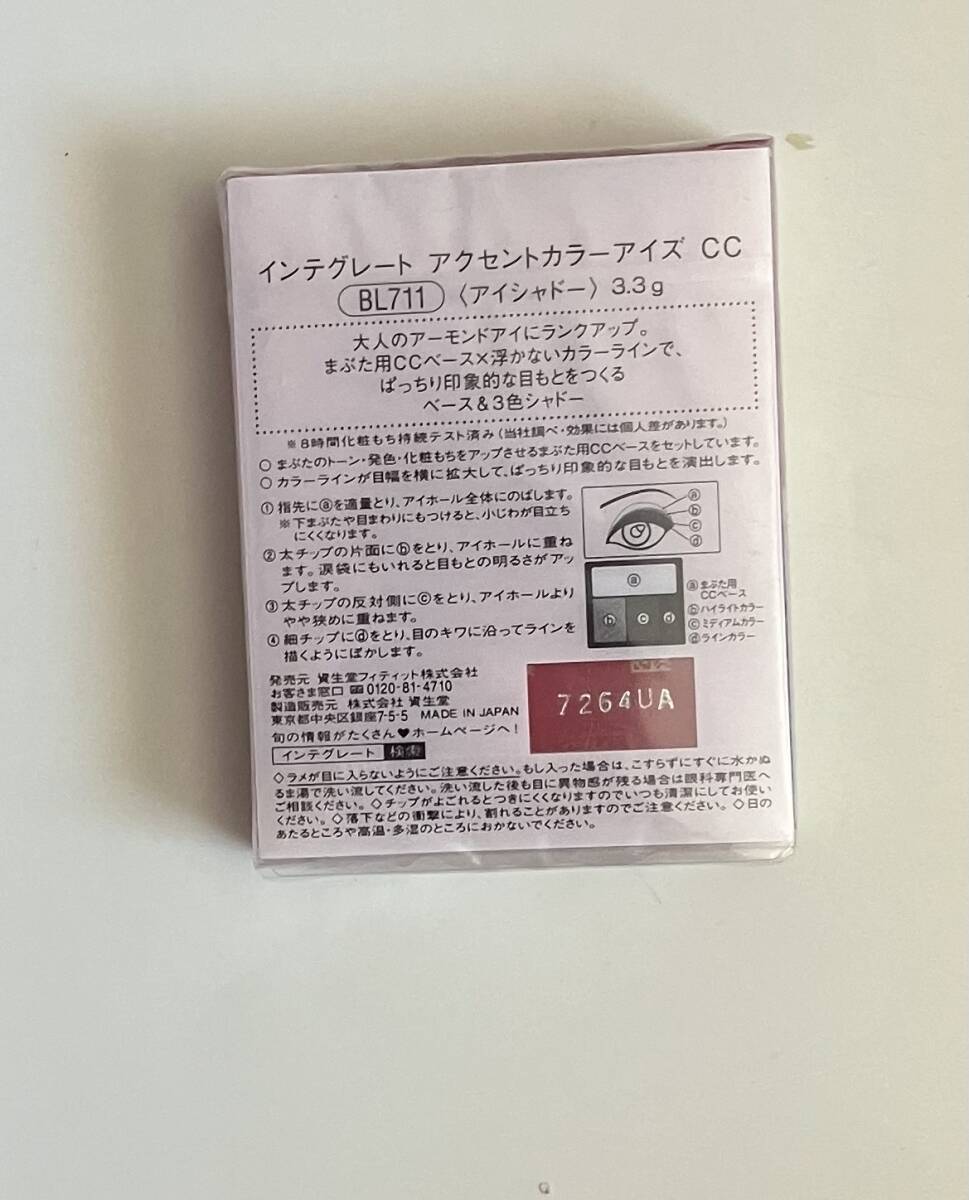 インテグレート アクセントカラーアイズ CC
BL711 〈アイシャドー〉 3.3g
大人のアーモンドアイにランクアップ。
まぶた用CCベース×浮かないカラーラインで、
ぱっちり印象的な目もとをつくる
ベース&3色シャドー
※8時間化粧もち持続テスト済み(当社調べ・効果には個人差があります。)
○ まぶたのトーン・発色・化粧もちをアップさせるまぶた用CCベースをセットしています。
○ カラーラインが目幅を横に拡大して、ぱっちり印象的な目もとを演出します。
① 指先にⓐを適量とり、アイホール全体にのばします。
※下まぶたや目まわりにもつけると、小じわが目立ち
にくくなります。
② 太チップの片面にⓑをとり、アイホールに重ね
ます。涙袋にもいれると目もとの明るさがアッ
プします。
③ 太チップの反対側にⓒをとり、アイホールより
やや狭めに重ねます。
④ 細チップにⓓをとり、目のキワに沿ってラインを
描くようにぼかします。
ⓐ
ⓑ
ⓒ
ⓓ
ⓐ
ⓑ ⓒ ⓓ
ⓐまぶた用
CCベース
ⓑハイライトカラー
ⓒミディアムカラー
ⓓラインカラー
発売元 資生堂フィティット株式会社
お客さま窓口 0120-81-4710
製造販売元 株式会社 資生堂
東京都中央区銀座7-5-5 MADE IN JAPAN
旬の情報がたくさん♥ホームページへ!
インテグレート 検索
7264UA
◇ラメが目に入らないようにご注意ください。もし入った場合は、こすらずにすぐに水かぬ
るま湯で洗い流してください。洗い流した後も目に異物感が残る場合は眼科専門医へ
ご相談ください。◇チップがよごれるとつきにくくなりますのでいつも清潔にしてお使い
ください。◇落下などの衝撃により、割れることがありますのでご注意ください。◇日の
あたるところや高温・多湿のところにおかないでください。